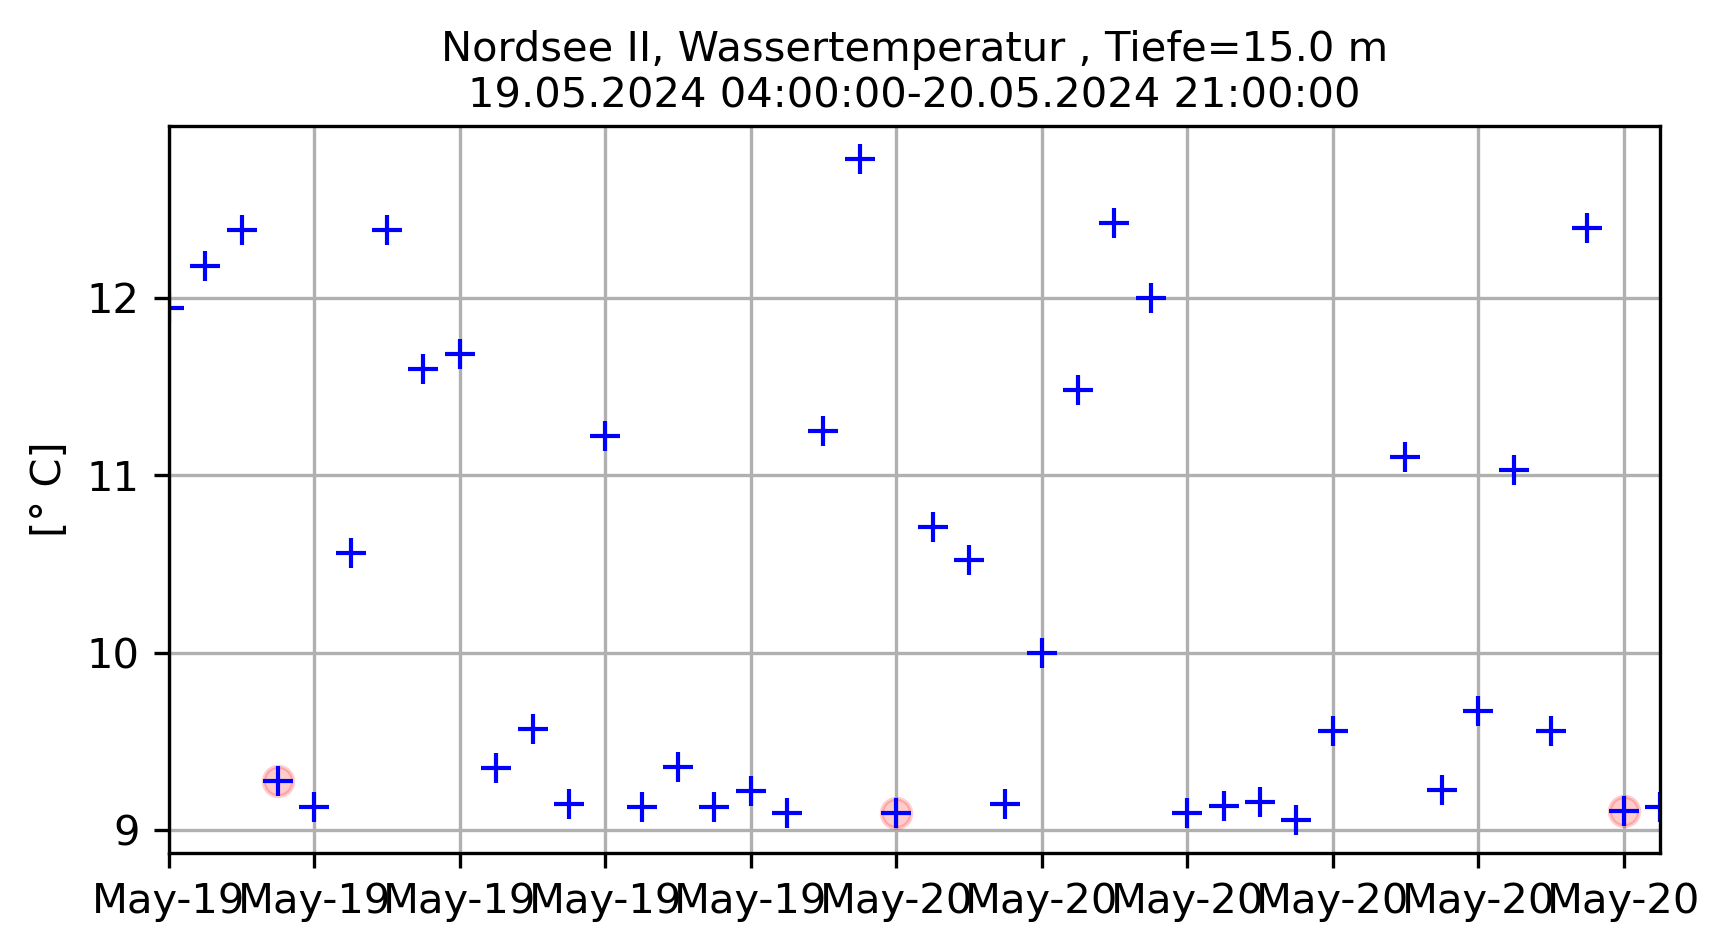 Nordsee II, Wassertemperatur , Tiefe=15.0 m
19.05.2024 04:00:00-20.05.2024 21:00:00
[° C]
12
11
10
9
May-19 May-19 May-19 May-19 May-19 May-20 May-20 May-20 May-20 May-20 May-20